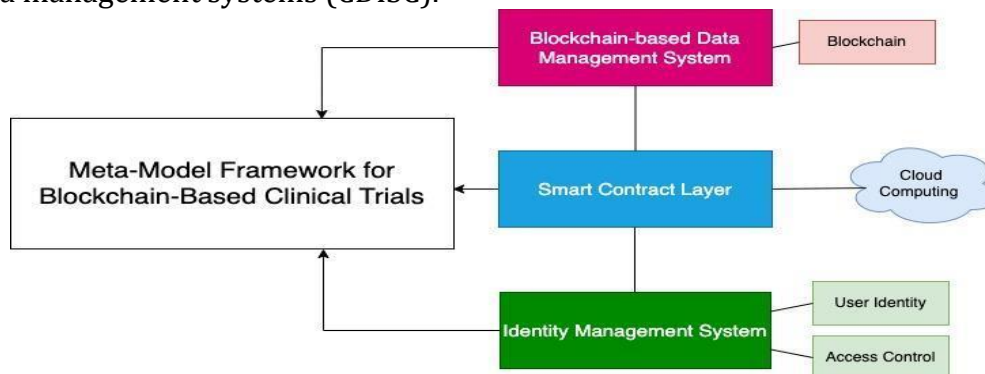 a management systems (CDISC).
Blockchain-based Data
Management System
Blockchain
Meta-Model Framework for
Blockchain-Based Clinical Trials
Smart Contract Layer
Cloud
Computing
Identity Management System
User Identity
Access Control